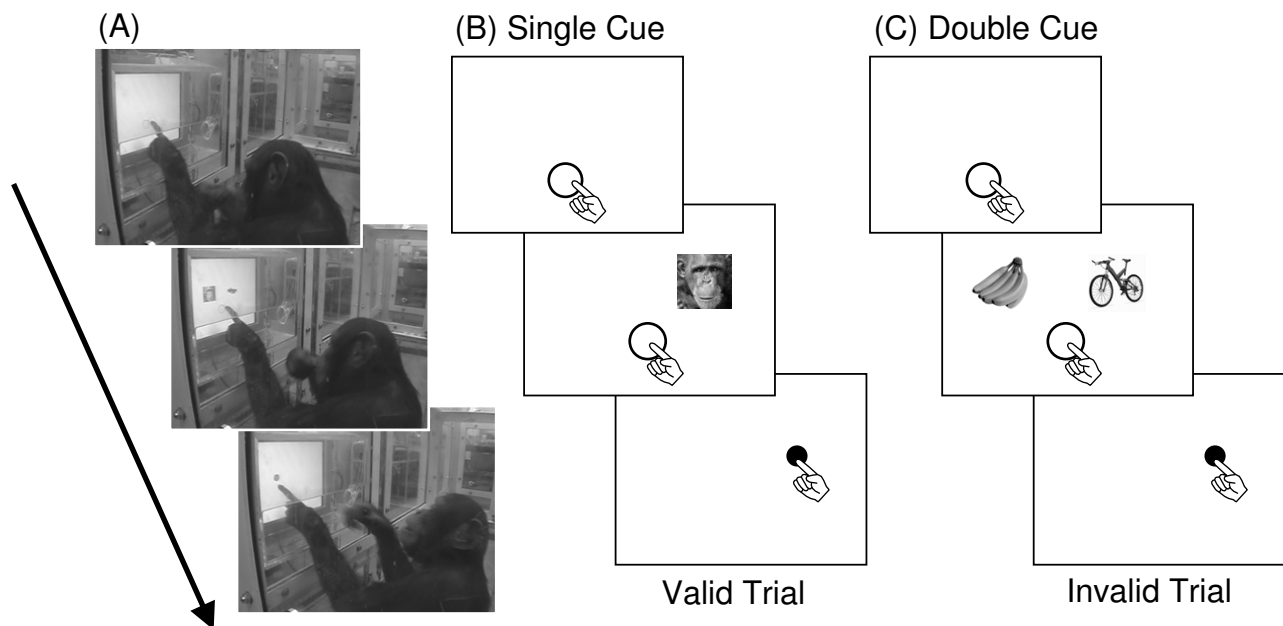 (A)
(B) Single Cue
(C) Double Cue
Valid Trial
Invalid Trial